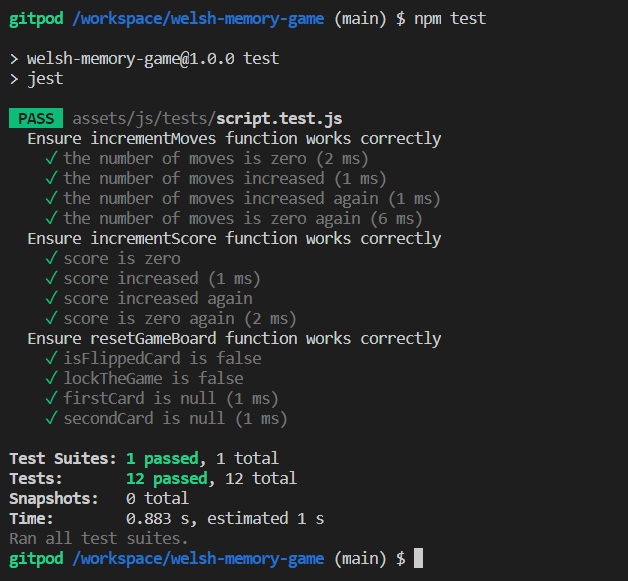 gitpod /workspace/welsh-memory-game (main) $ npm test
> welsh-memory-game@1.0.0 test
> jest
PASS assets/js/tests/script.test.js
Ensure incrementMoves function works correctly
✓ the number of moves is zero (2 ms)
✓ the number of moves increased (1 ms)
✓ the number of moves increased again (1 ms)
✓ the number of moves is zero again (6 ms)
Ensure incrementScore function works correctly
✓ score is zero
✓ score increased (1 ms)
✓ score increased again
✓ score is zero again (2 ms)
Ensure resetGameBoard function works correctly
✓ isFlippedCard is false
✓ lockTheGame is false
✓ firstCard is null (1 ms)
✓ secondCard is null (1 ms)
Test Suites: 1 passed, 1 total
Tests: 12 passed, 12 total
Snapshots: 0 total
Time: 0.883 s, estimated 1 s
Ran all test suites.
gitpod /workspace/welsh-memory-game (main) $